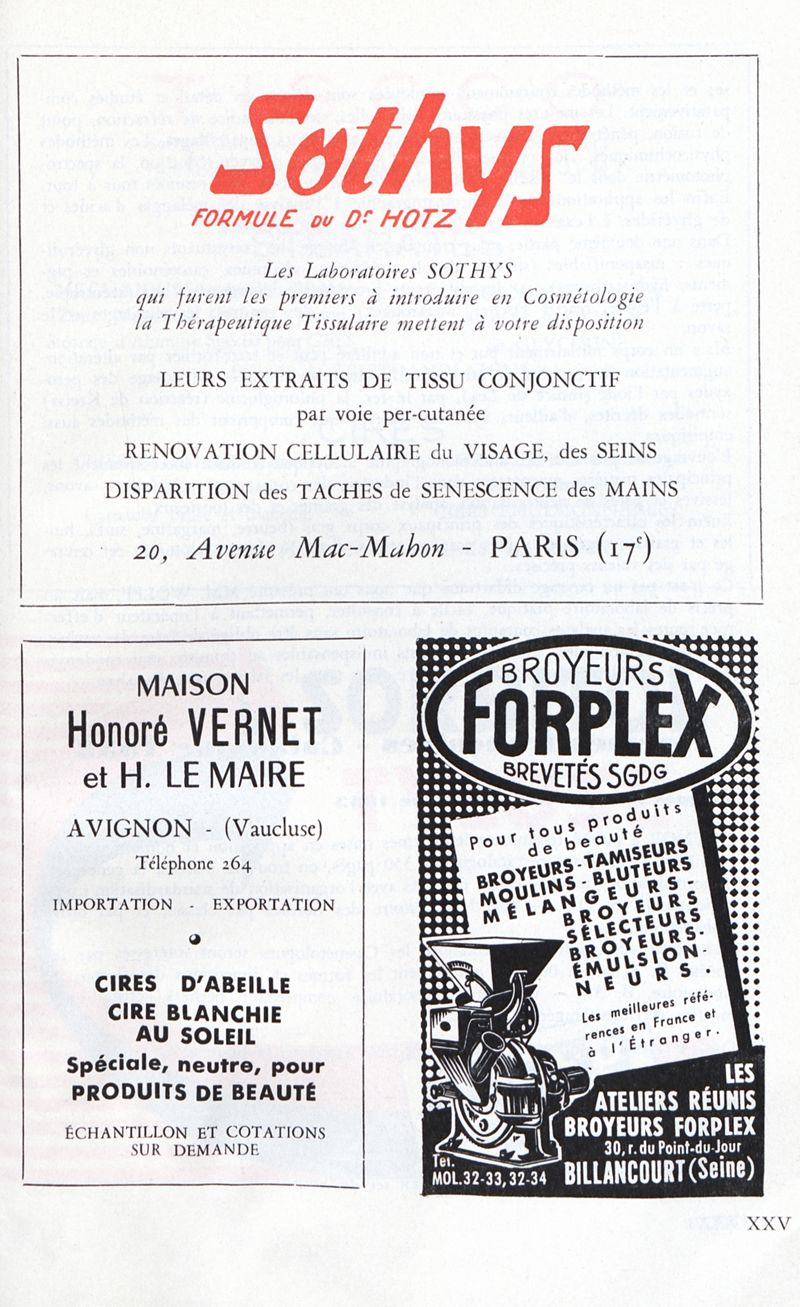 Sothys
FORMULE DU Dr HOTZ
Les Laboratoires SOTHYS
qui furent les premiers à introduire en Cosmétologie
la Thérapeutique Tissulaire mettent à votre disposition
LEURS EXTRAITS DE TISSU CONJONCTIF
par voie per-cutanée
RENOVATION CELLULAIRE du VISAGE, des SEINS
DISPARITION des TACHES de SENESCENCE des MAINS
20, Avenue Mac-Mahon - PARIS (17e)
MAISON
Honoré VERNET
et H. LE MAIRE
AVIGNON - (Vaucluse)
Téléphone 264
IMPORTATION - EXPORTATION
CIRES D'ABEILLE
CIRE BLANCHIE
AU SOLEIL
Spéciale, neutre, pour
PRODUITS DE BEAUTÉ
ÉCHANTILLON ET COTATIONS
SUR DEMANDE
BROYEURS
FORPLEX
BREVETÉS SGDG
Pour tous produits
de beauté
BROYEURS-TAMISEURS
MOULINS-BLUTEURS
MÉLANGEURS
BROYEURS
SÉLECTEURS
BROYEURS-
ÉMULSION-
NEURS
Les meilleures réfé-
rences en France et
à l'Étranger.
LES
ATELIERS RÉUNIS
BROYEURS FORPLEX
30, r. du Point-du-Jour
BILLANCOURT (Seine)
Tél.
MOL. 32-33, 32-34
XXV